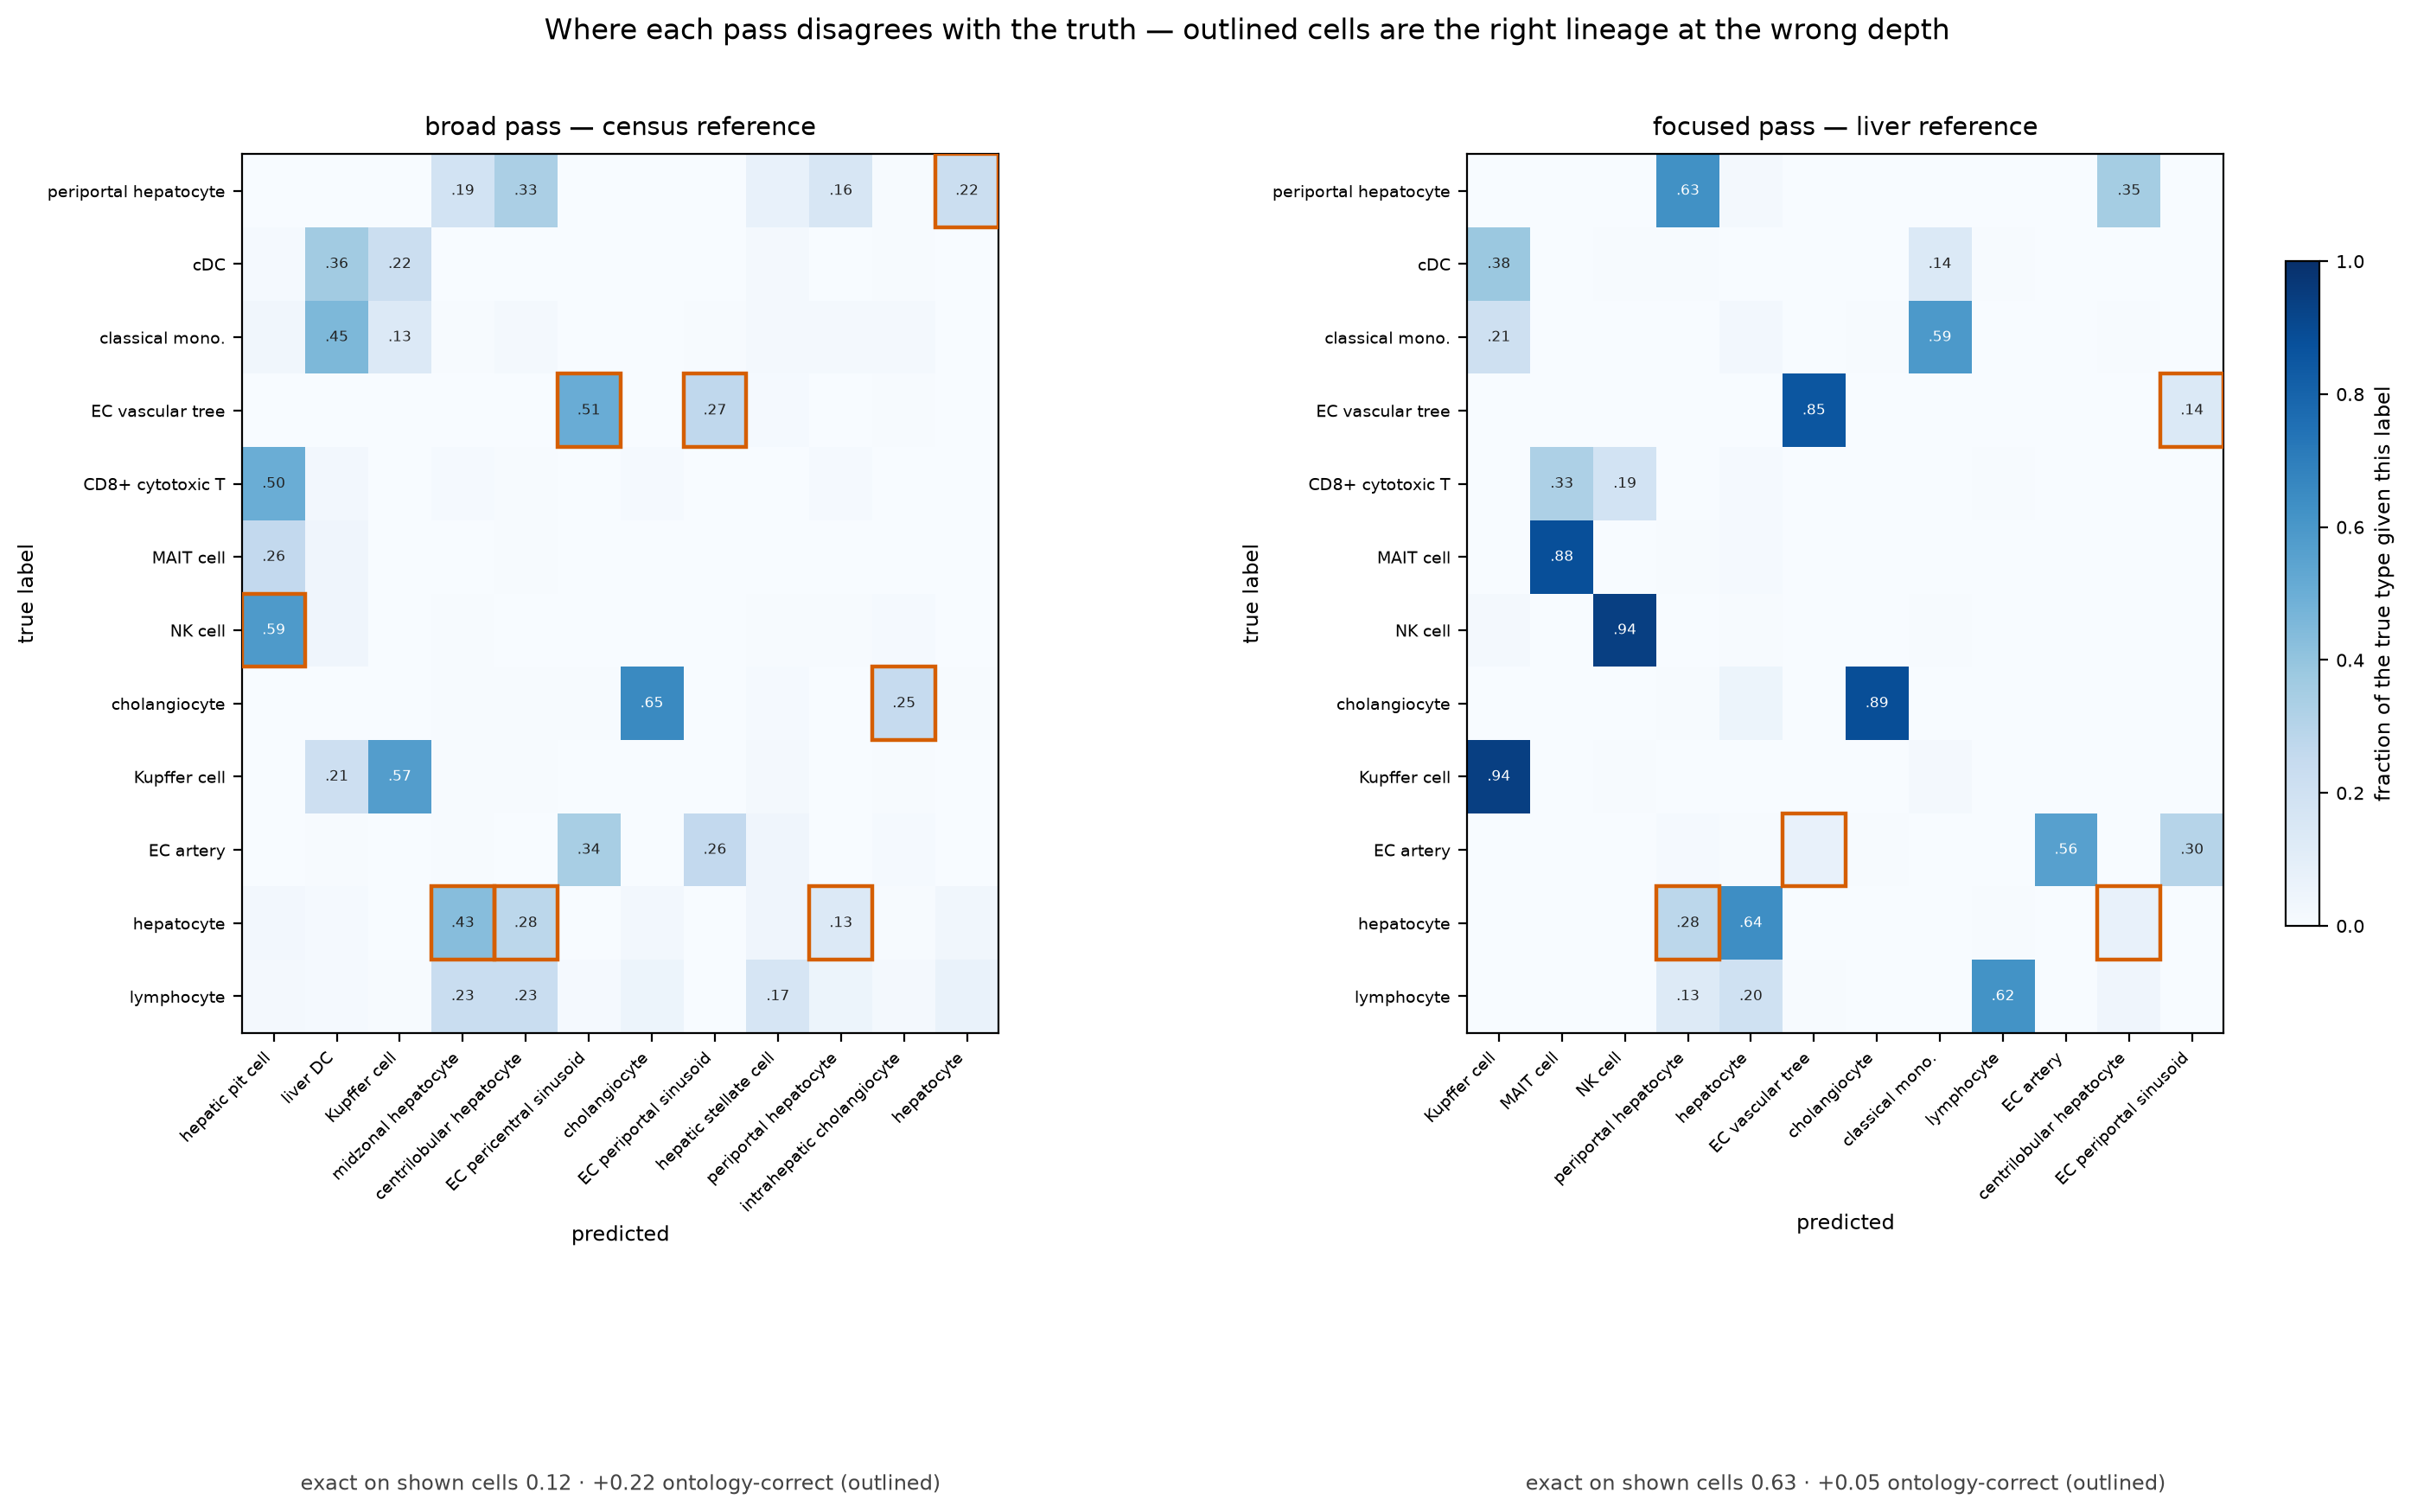 Where each pass disagrees with the truth — outlined cells are the right lineage at the wrong depth
broad pass — census reference
true label
periportal hepatocyte .19 .33 .16 .22
cDC .36 .22
classical mono. .45 .13
EC vascular tree .51 .27
CD8+ cytotoxic T .50
MAIT cell .26
NK cell .59
cholangiocyte .65 .25
Kupffer cell .21 .57
EC artery .34 .26
hepatocyte .43 .28 .13
lymphocyte .23 .23 .17
hepatic pit cell
liver DC
Kupffer cell
midzonal hepatocyte
centrilobular hepatocyte
EC pericentral sinusoid
cholangiocyte
EC periportal sinusoid
hepatic stellate cell
periportal hepatocyte
intrahepatic cholangiocyte
hepatocyte
predicted
exact on shown cells 0.12 · +0.22 ontology-correct (outlined)
focused pass — liver reference
true label
periportal hepatocyte .63 .35
cDC .38 .14
classical mono. .21 .59
EC vascular tree .85 .14
CD8+ cytotoxic T .33 .19
MAIT cell .88
NK cell .94
cholangiocyte .89
Kupffer cell .94
EC artery .56 .30
hepatocyte .28 .64
lymphocyte .13 .20 .62
Kupffer cell
MAIT cell
NK cell
periportal hepatocyte
hepatocyte
EC vascular tree
cholangiocyte
classical mono.
lymphocyte
EC artery
centrilobular hepatocyte
EC periportal sinusoid
predicted
exact on shown cells 0.63 · +0.05 ontology-correct (outlined)
1.0
0.8
0.6
0.4
0.2
0.0
fraction of the true type given this label